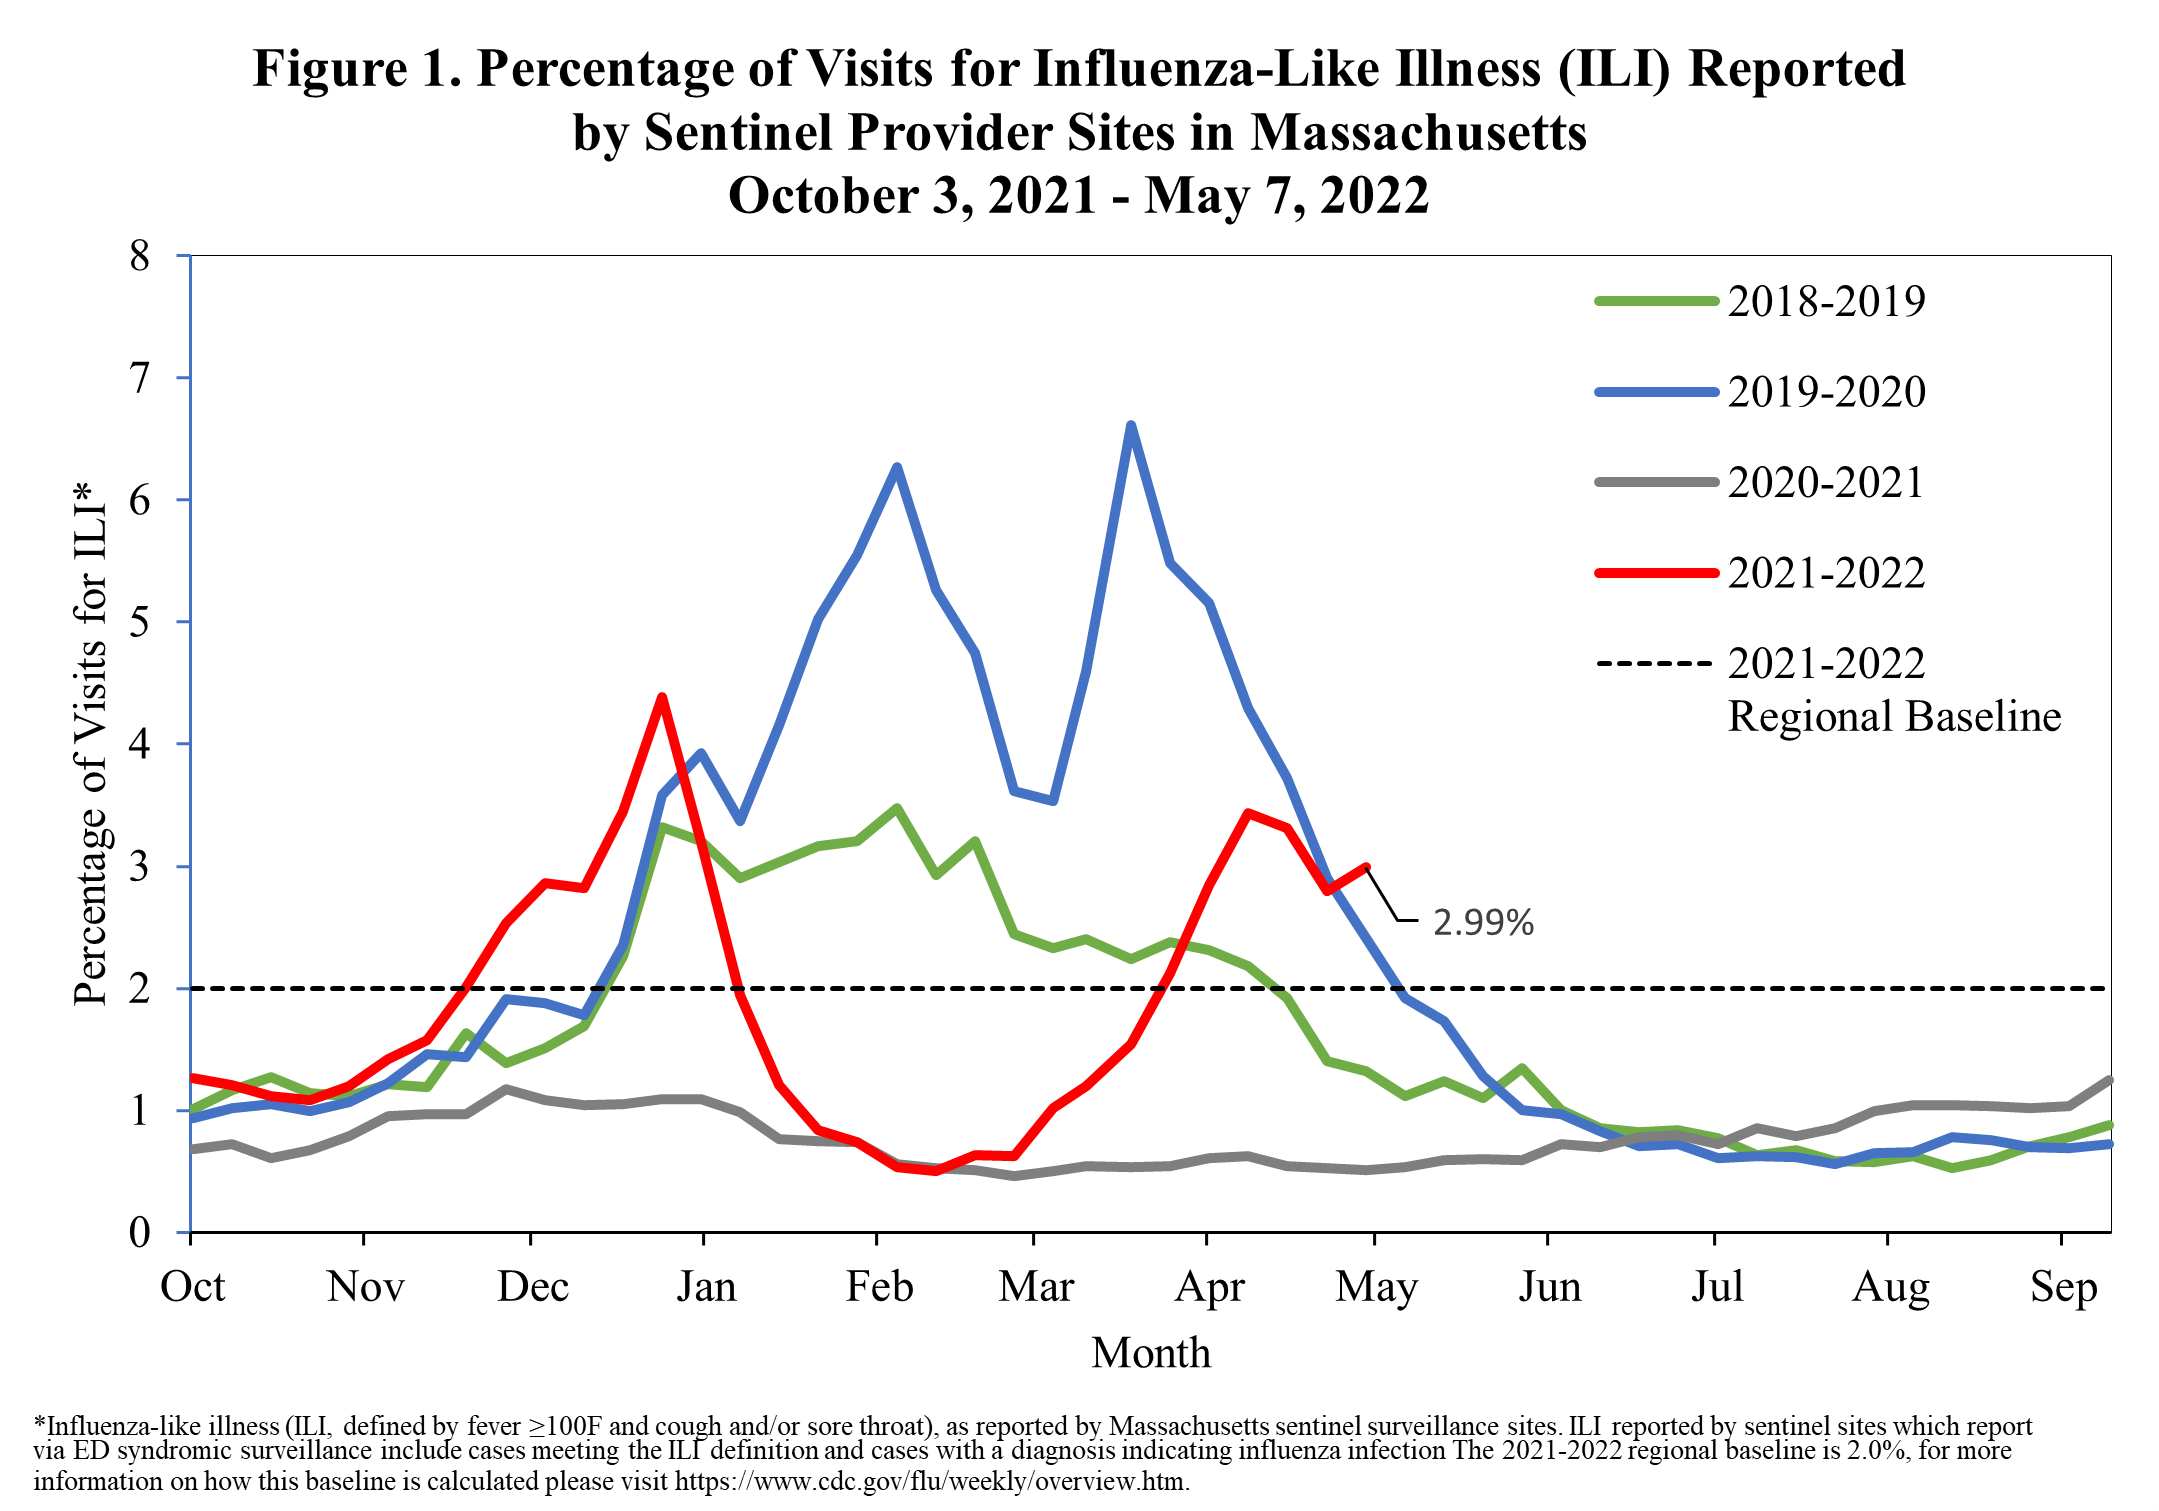 Figure 1. Percentage of Visits for Influenza-Like Illness (ILI) Reported
by Sentinel Provider Sites in Massachusetts
October 3, 2021 - May 7, 2022
8
7
6
5
4
3
2
1
0
Percentage of Visits for ILI*
2018-2019
2019-2020
2020-2021
2021-2022
2021-2022
Regional Baseline
2.99%
Oct Nov Dec Jan Feb Mar Apr May Jun Jul Aug Sep
Month
*Influenza-like illness (ILI, defined by fever ≥100F and cough and/or sore throat), as reported by Massachusetts sentinel surveillance sites. ILI reported by sentinel sites which report
via ED syndromic surveillance include cases meeting the ILI definition and cases with a diagnosis indicating influenza infection The 2021-2022 regional baseline is 2.0%, for more
information on how this baseline is calculated please visit https://www.cdc.gov/flu/weekly/overview.htm.